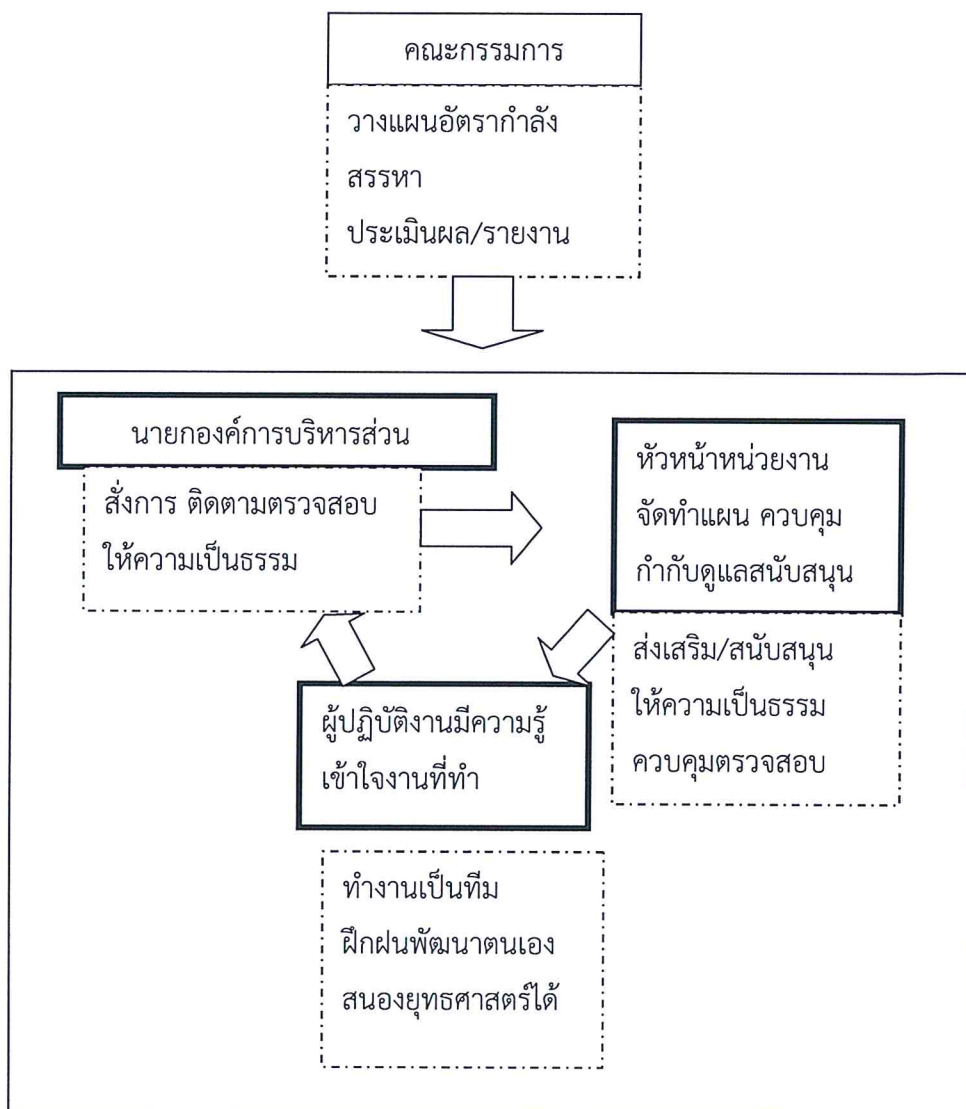 คณะกรรมการ
วางแผนอัตรากำลัง
สรรหา
ประเมินผล/รายงาน
นายกองค์การบริหารส่วน
สั่งการ ติดตามตรวจสอบ
ให้ความเป็นธรรม
หัวหน้าหน่วยงาน
จัดทำแผน ควบคุม
กำกับดูแลสนับสนุน
ส่งเสริม/สนับสนุน
ให้ความเป็นธรรม
ควบคุมตรวจสอบ
ผู้ปฏิบัติงานมีความรู้
เข้าใจงานที่ทำ
ทำงานเป็นทีม
ฝึกฝนพัฒนาตนเอง
สนองยุทธศาสตร์ได้